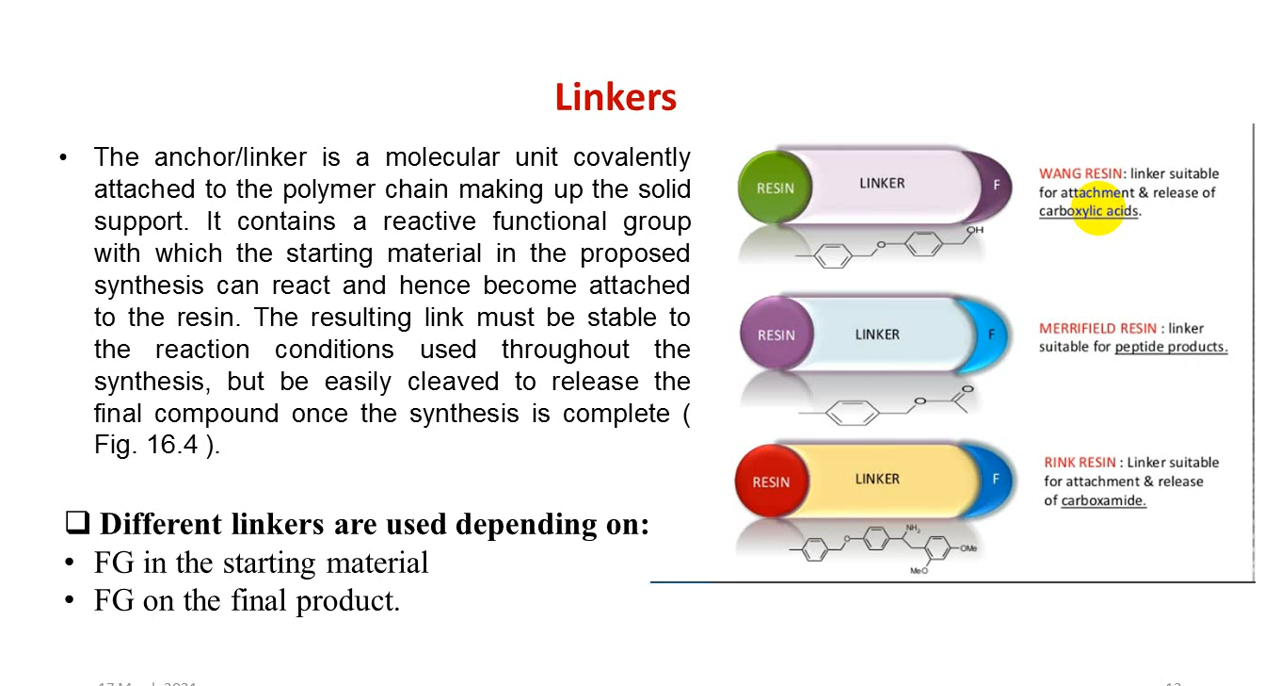 Linkers
• The anchor/linker is a molecular unit covalently
attached to the polymer chain making up the solid
support. It contains a reactive functional group
with which the starting material in the proposed
synthesis can react and hence become attached
to the resin. The resulting link must be stable to
the reaction conditions used throughout the
synthesis, but be easily cleaved to release the
final compound once the synthesis is complete (
Fig. 16.4 ).
❑ Different linkers are used depending on:
• FG in the starting material
• FG on the final product.
RESIN LINKER F
OH
O
WANG RESIN: linker suitable
for attachment & release of
carboxylic acids.
RESIN LINKER F
O
O
MERRIFIELD RESIN : linker
suitable for peptide products.
RESIN LINKER F
NH2
O
OMe
MeO
RINK RESIN : Linker suitable
for attachment & release
of carboxamide.